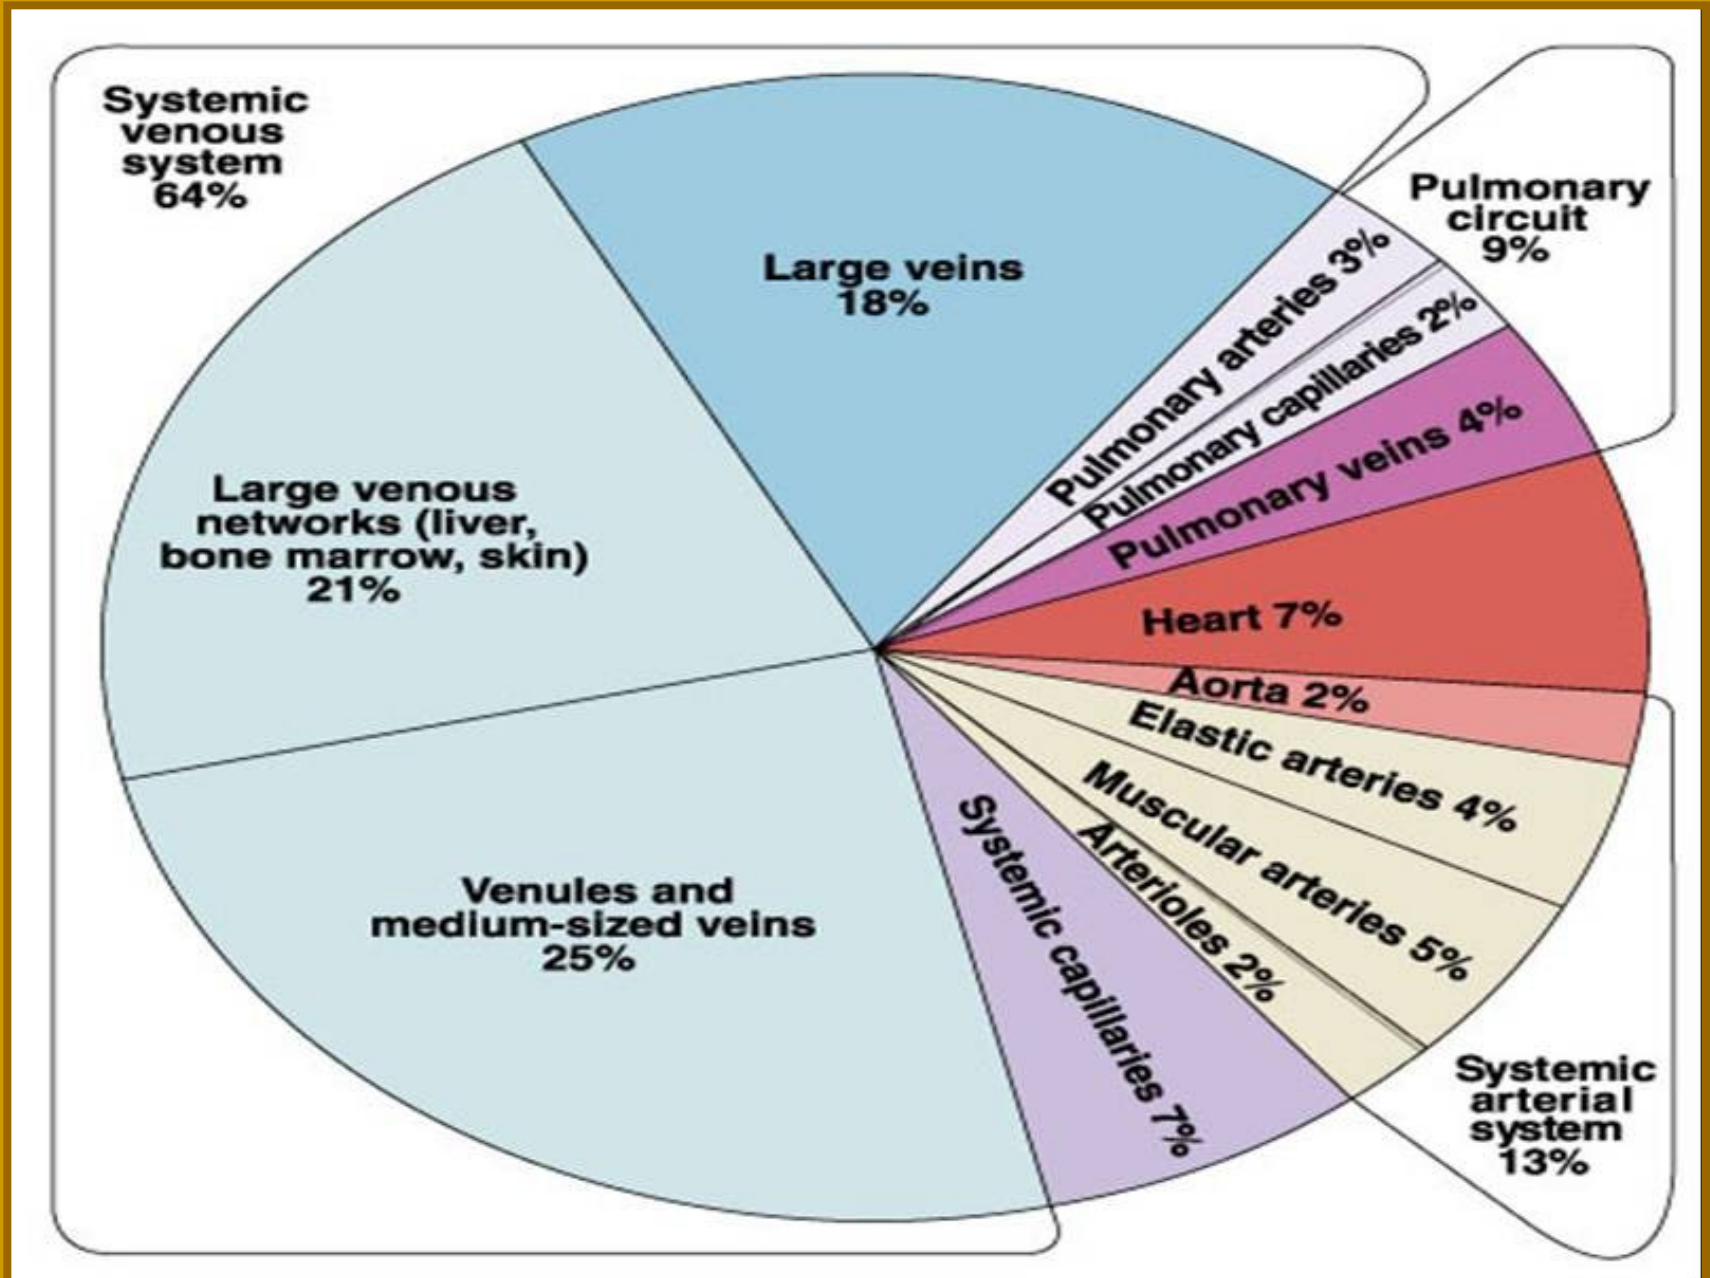 Systemic
venous
system
64%
Large veins
18%
Pulmonary
circuit
9%
Pulmonary arteries 3%
Pulmonary capillaries 2%
Pulmonary veins 4%
Heart 7%
Aorta 2%
Elastic arteries 4%
Muscular arteries 5%
Arterioles 2%
Systemic capillaries 7%
Large venous
networks (liver,
bone marrow, skin)
21%
Venules and
medium-sized veins
25%
Systemic
arterial
system
13%